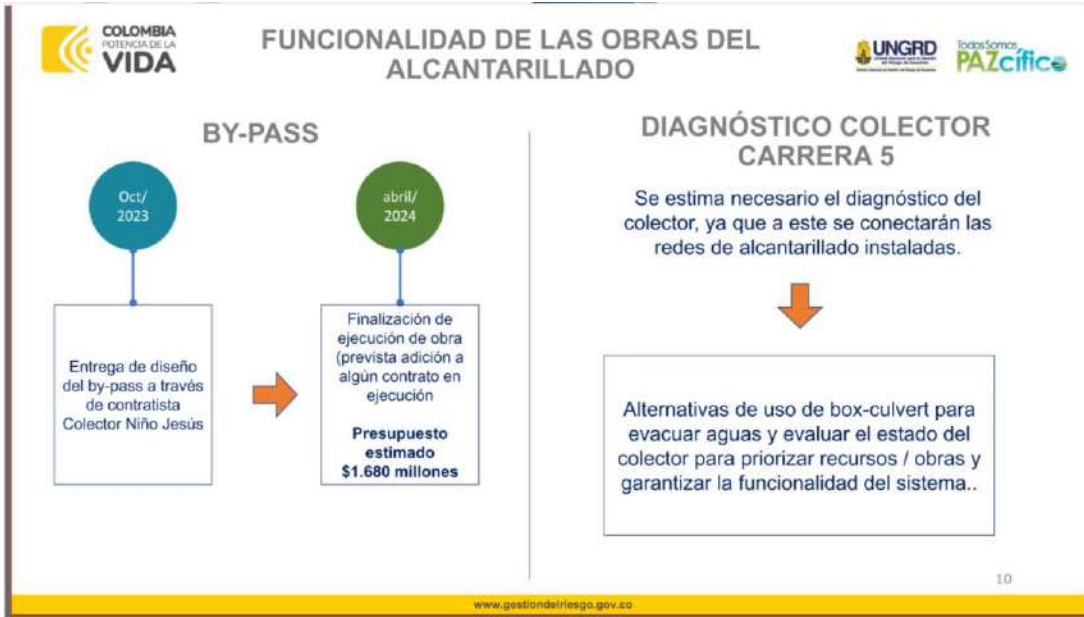 COLOMBIA
POTENCIA DE LA
VIDA
FUNCIONALIDAD DE LAS OBRAS DEL
ALCANTARILLADO
UNGRD
TodosSomos
PAZcífico
BY-PASS
Oct/
2023
abril/
2024
Entrega de diseño
del by-pass a través
de contratista
Colector Niño Jesús
Finalización de
ejecución de obra
(prevista adición a
algún contrato en
ejecución
Presupuesto
estimado
$1.680 millones
DIAGNÓSTICO COLECTOR
CARRERA 5
Se estima necesario el diagnóstico del
colector, ya que a este se conectarán las
redes de alcantarillado instaladas.
Alternativas de uso de box-culvert para
evacuar aguas y evaluar el estado del
colector para priorizar recursos / obras y
garantizar la funcionalidad del sistema..
10
www.gestiondelriesgo.gov.co